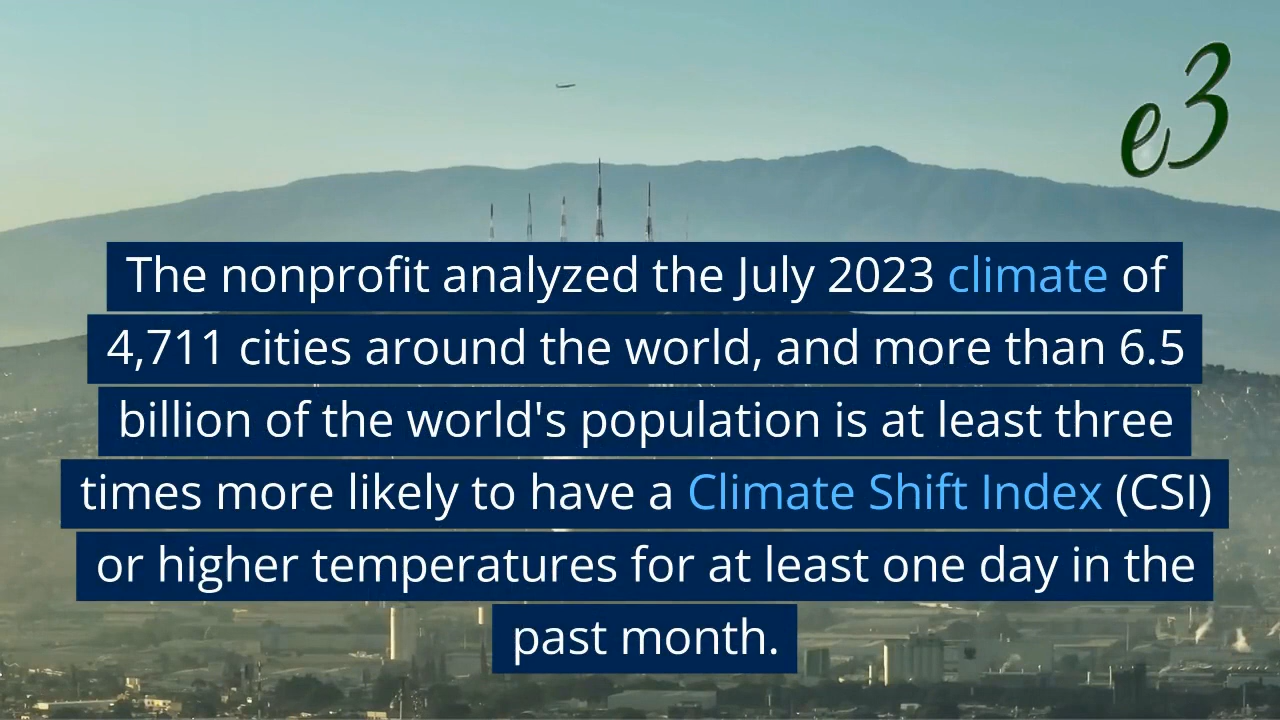 e3
The nonprofit analyzed the July 2023 climate of
4,711 cities around the world, and more than 6.5
billion of the world's population is at least three
times more likely to have a Climate Shift Index (CSI)
or higher temperatures for at least one day in the
past month.